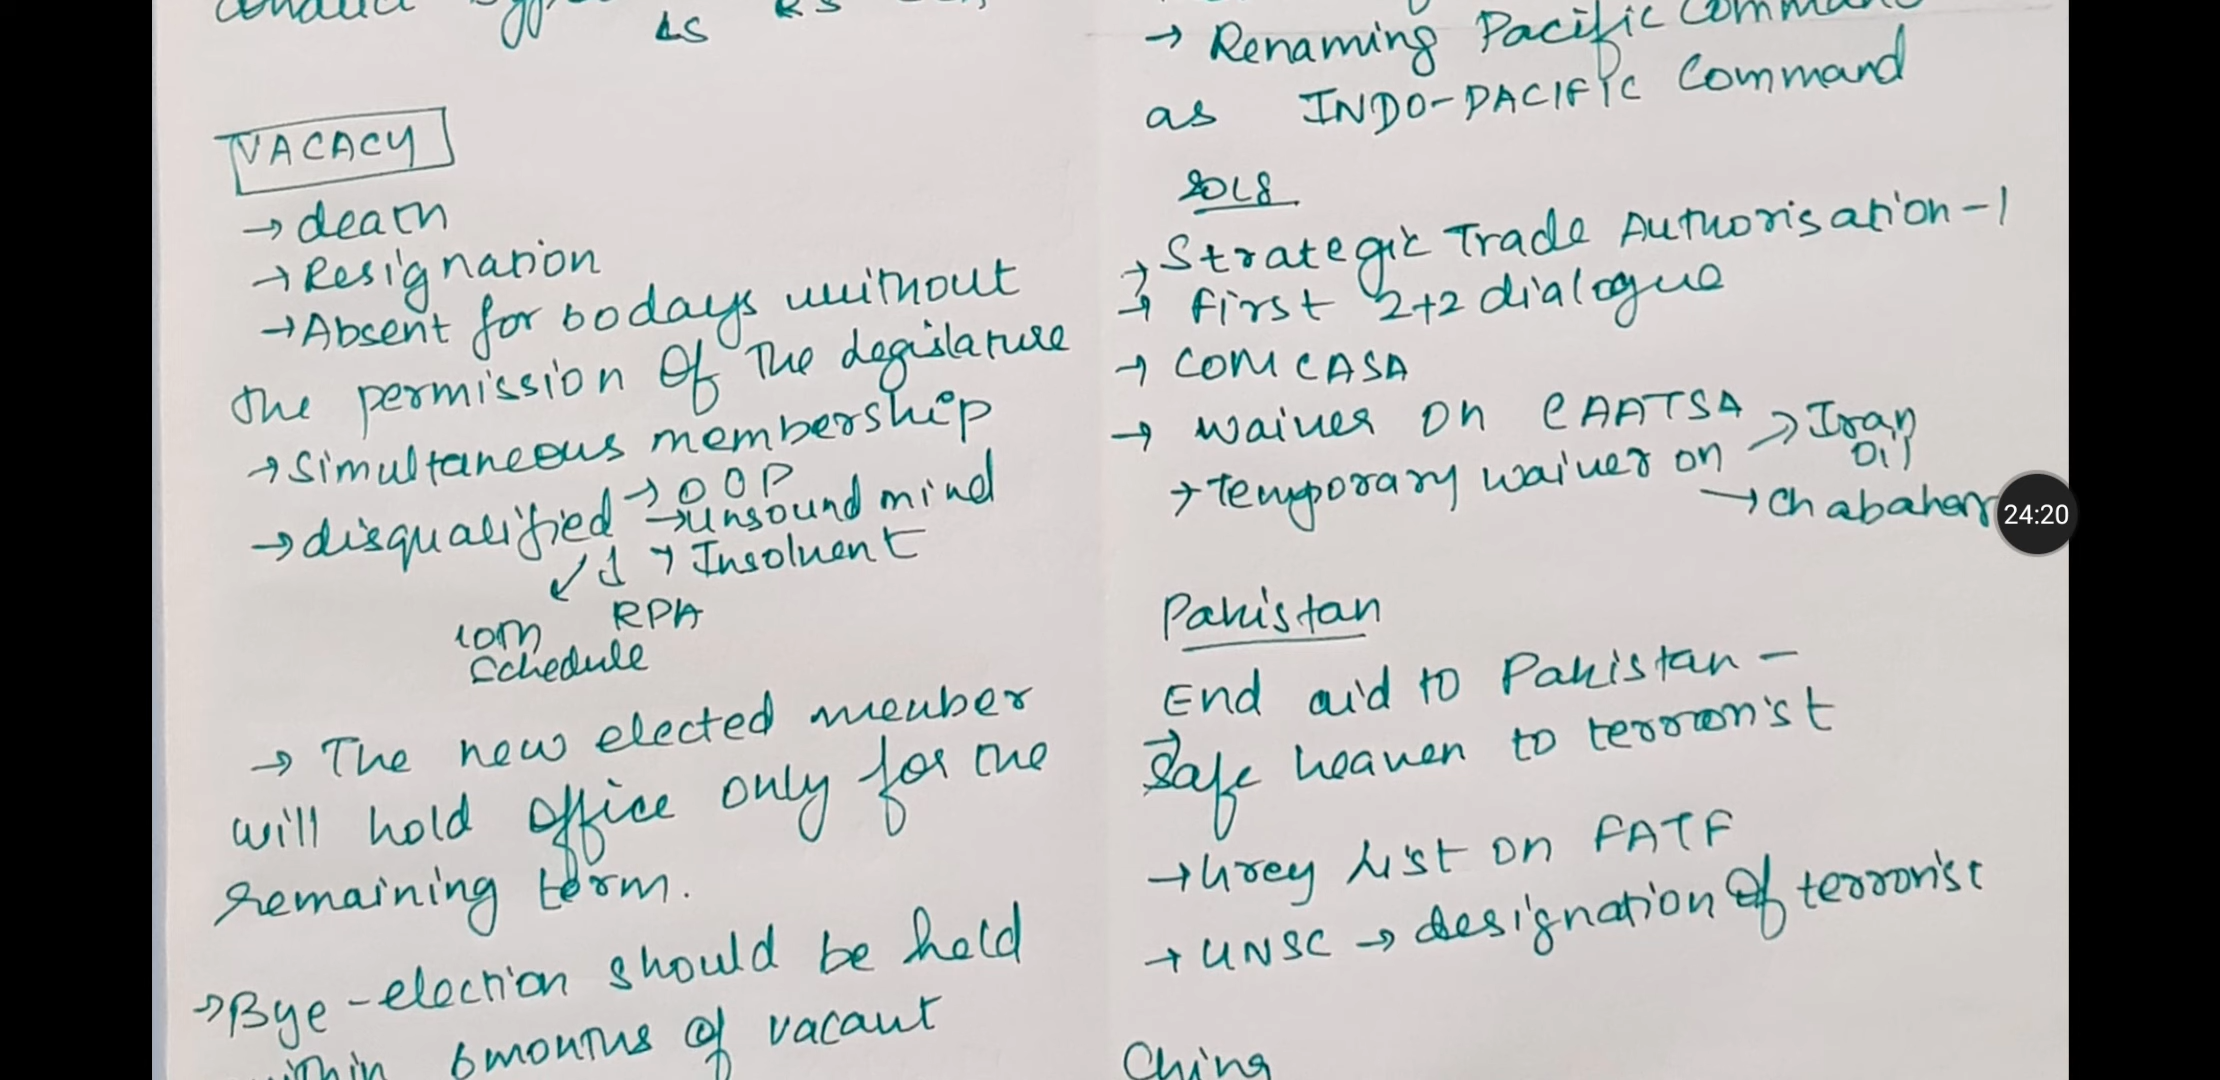 as RS
VACACY
→ death
→ Resignation
→ Absent for 60 days without
the permission of the legislature
→ Simultaneous membership
→ disqualified → OOP
→ unsound mind
→ Insolvent
RPA
10th
Schedule
→ The new elected member
will hold office only for the
remaining term.
→ Bye-election should be held
within 6 months of vacant
→ Renaming Pacific Command
as INDO-PACIFIC Command
2018
→ Strategic Trade Authorisation-1
→ first 2+2 dialogue
→ COMCASA
→ waiver on CAATSA
→ temporary waiver on → Iran
Oil
→ Chabahar
24:20
Pakistan
End aid to Pakistan -
→ Safe heaven to terrorist
→ Grey list on FATF
→ UNSC → designation of terrorist
China